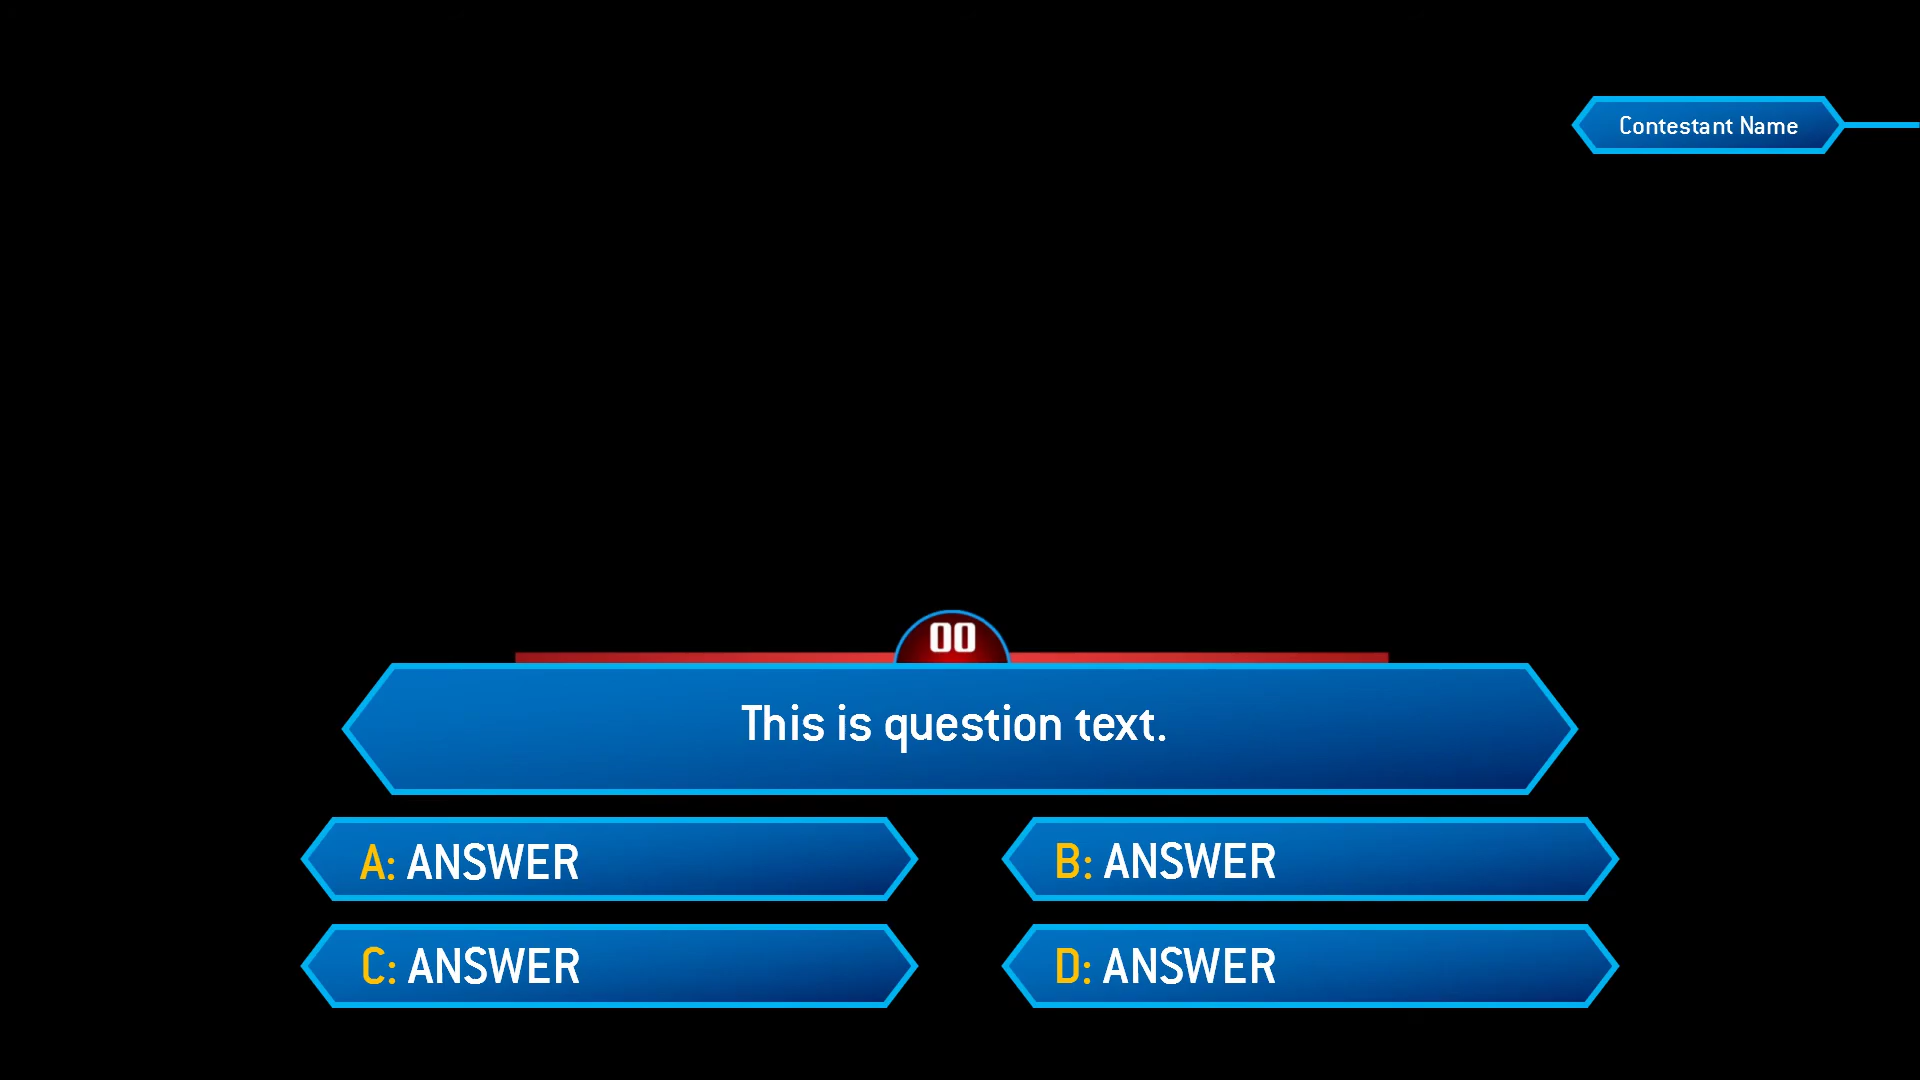 Contestant Name
00
This is question text.
A: ANSWER
B: ANSWER
C: ANSWER
D: ANSWER